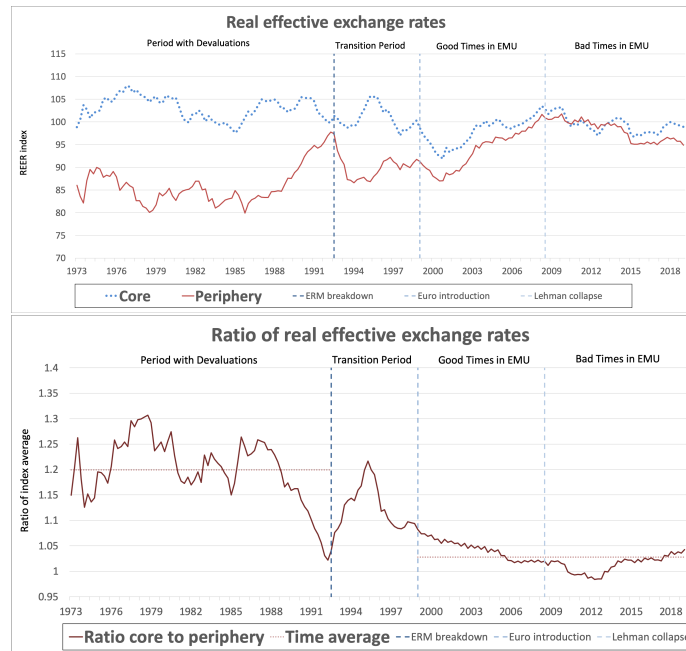 Real effective exchange rates
Period with Devaluations Transition Period Good Times in EMU Bad Times in EMU
115
110
105
100
95
90
85
80
75
70
REER index
1973 1976 1979 1982 1985 1988 1991 1994 1997 2000 2003 2006 2009 2012 2015 2018
Core Periphery ERM breakdown Euro introduction Lehman collapse
Ratio of real effective exchange rates
Period with Devaluations Transition Period Good Times in EMU Bad Times in EMU
1.4
1.35
1.3
1.25
1.2
1.15
1.1
1.05
1
0.95
Ratio of index average
1973 1976 1979 1982 1985 1988 1991 1994 1997 2000 2003 2006 2009 2012 2015 2018
Ratio core to periphery Time average ERM breakdown Euro introduction Lehman collapse